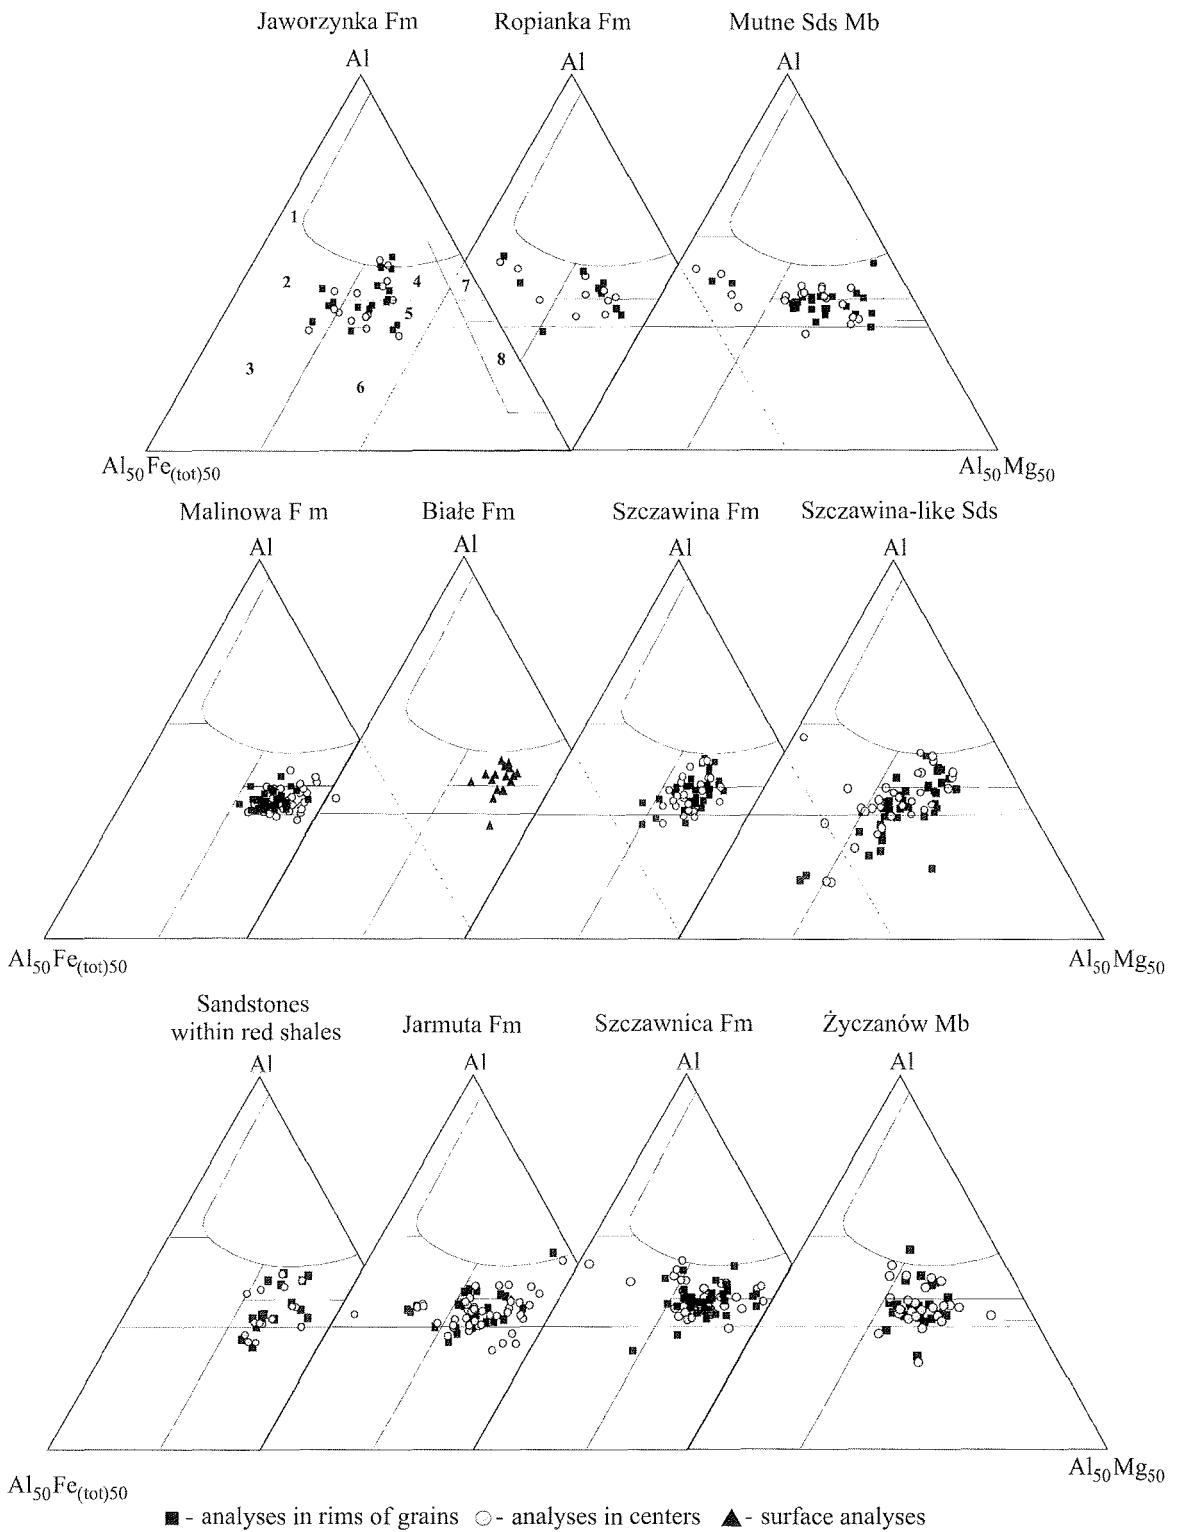 Jaworzynka Fm Ropianka Fm Mutne Sds Mb
Al Al Al
1
2 4 7
5
3 6 8
Al50Fe(tot)50 Al50Mg50
Malinowa F m Białe Fm Szczawina Fm Szczawina-like Sds
Al Al Al Al
Al50Fe(tot)50 Al50Mg50
Sandstones
within red shales Jarmuta Fm Szczawnica Fm Życzanów Mb
Al Al Al Al
Al50Fe(tot)50 Al50Mg50
- analyses in rims of grains - analyses in centers - surface analyses